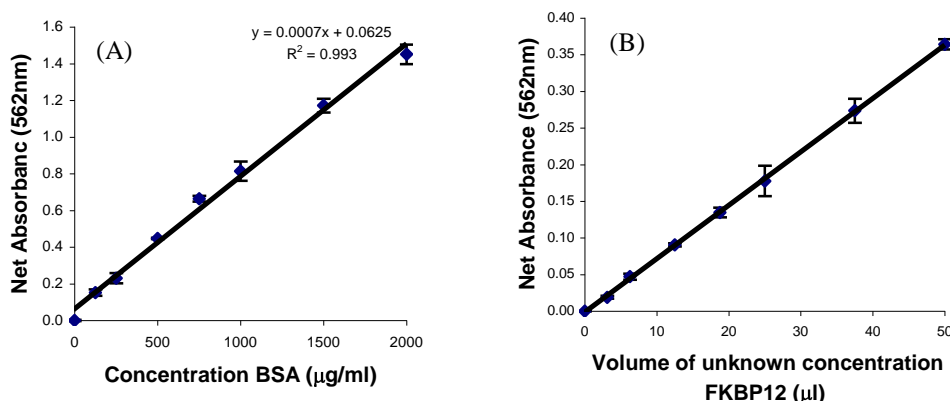 (A)
y = 0.0007x + 0.0625
R² = 0.993
Net Absorbanc (562nm)
1.6
1.4
1.2
1.0
0.8
0.6
0.4
0.2
0.0
0 500 1000 1500 2000
Concentration BSA (μg/ml)
(B)
Net Absorbance (562nm)
0.40
0.35
0.30
0.25
0.20
0.15
0.10
0.05
0.00
0 10 20 30 40 50
Volume of unknown concentration
FKBP12 (μl)